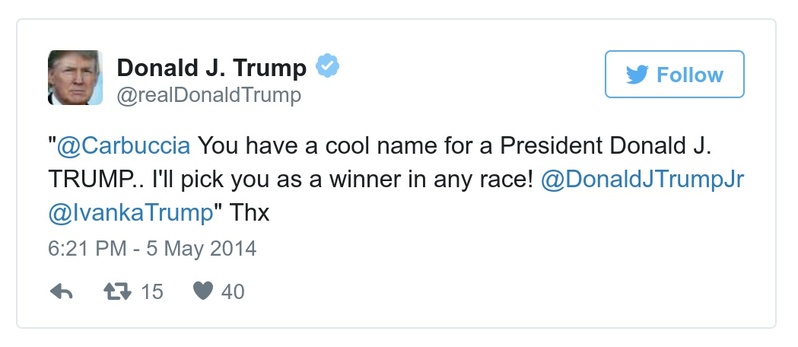 Donald J. Trump
@realDonaldTrump
Follow
"@Carbuccia You have a cool name for a President Donald J.
TRUMP.. I'll pick you as a winner in any race! @DonaldJTrumpJr
@IvankaTrump" Thx
6:21 PM - 5 May 2014
15 40